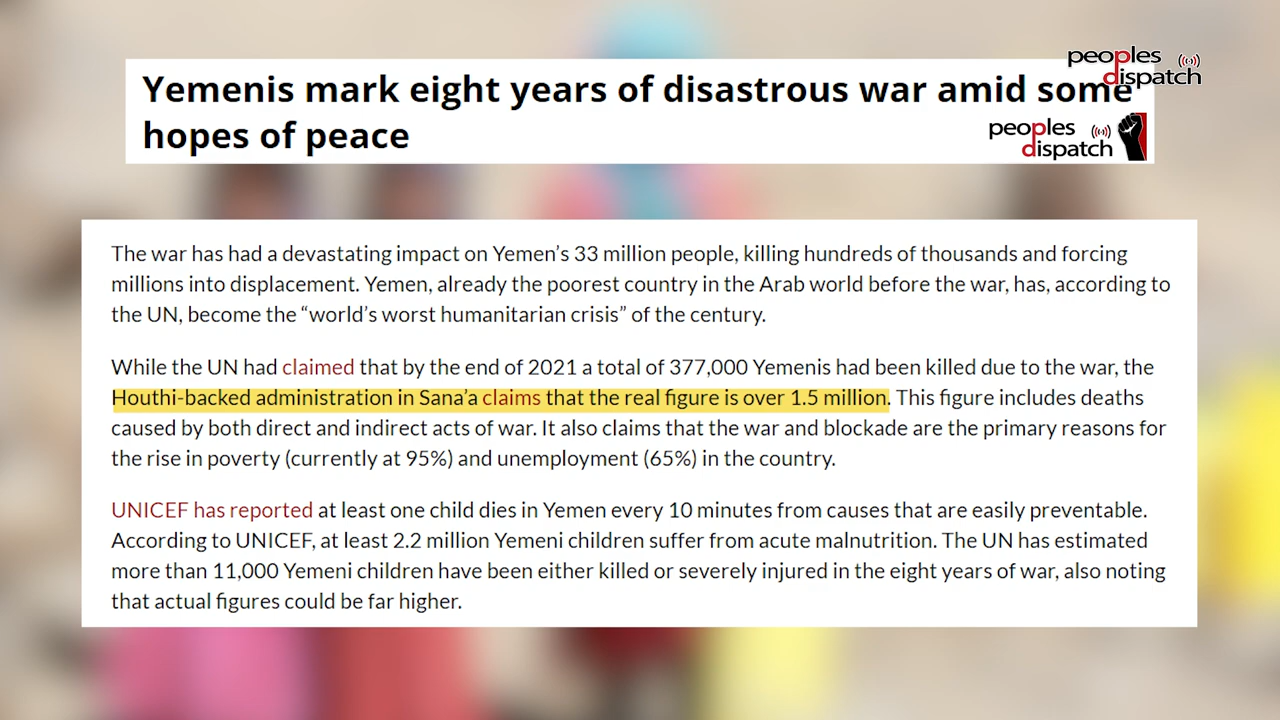 peoples
dispatch
Yemenis mark eight years of disastrous war amid some
hopes of peace
peoples
dispatch
The war has had a devastating impact on Yemen’s 33 million people, killing hundreds of thousands and forcing
millions into displacement. Yemen, already the poorest country in the Arab world before the war, has, according to
the UN, become the “world’s worst humanitarian crisis” of the century.
While the UN had claimed that by the end of 2021 a total of 377,000 Yemenis had been killed due to the war, the
Houthi-backed administration in Sana’a claims that the real figure is over 1.5 million. This figure includes deaths
caused by both direct and indirect acts of war. It also claims that the war and blockade are the primary reasons for
the rise in poverty (currently at 95%) and unemployment (65%) in the country.
UNICEF has reported at least one child dies in Yemen every 10 minutes from causes that are easily preventable.
According to UNICEF, at least 2.2 million Yemeni children suffer from acute malnutrition. The UN has estimated
more than 11,000 Yemeni children have been either killed or severely injured in the eight years of war, also noting
that actual figures could be far higher.